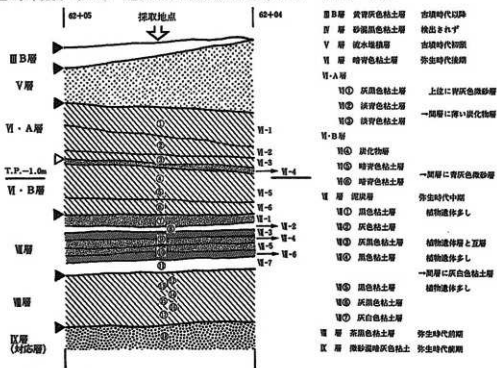 62+05 採取地点 62+04
ⅢB層
Ⅴ層
Ⅵ・A層
T.P.-1.0m
Ⅵ・B層
Ⅶ層
Ⅷ層
Ⅸ層
(対応層)
Ⅵ-1
Ⅵ-2
Ⅵ-3
Ⅵ-4
Ⅵ-5
Ⅵ-6
Ⅶ-1
Ⅶ-2
Ⅶ-3
Ⅶ-4
Ⅶ-5
Ⅶ-6
Ⅶ-7
ⅢB層 黄青灰色粘土層 古墳時代以降
Ⅳ 層 砂混黒色粘土層 検出されず
Ⅴ 層 流水堆積層 古墳時代初頭
Ⅵ 層 暗青色粘土層 弥生時代後期
Ⅵ・A層
Ⅵ① 灰黒色粘土層 上位に青灰色微砂層
Ⅵ② 淡青色粘土層
Ⅵ③ 淡青色粘土層 →間層に薄い炭化物層
Ⅵ・B層
Ⅵ④ 炭化物層
Ⅵ⑤ 暗青色粘土層
Ⅵ⑥ 暗青色粘土層 →間層に青灰色微砂層
Ⅶ 層 泥炭層 弥生時代中期
Ⅶ① 黒色粘土層 植物遺体多し
Ⅶ② 灰色粘土層
Ⅶ③ 灰黒色粘土層 植物遺体層と互層
Ⅶ④ 黒色粘土層 植物遺体多し
→間層に灰白色粘土層
Ⅶ⑤ 黒色粘土層 植物遺体多し
Ⅶ⑥ 灰黒色粘土層
Ⅶ⑦ 灰白色粘土層
Ⅷ 層 茶黒色粘土層 弥生時代前期
Ⅸ 層 微砂混暗灰色粘土 弥生時代前期